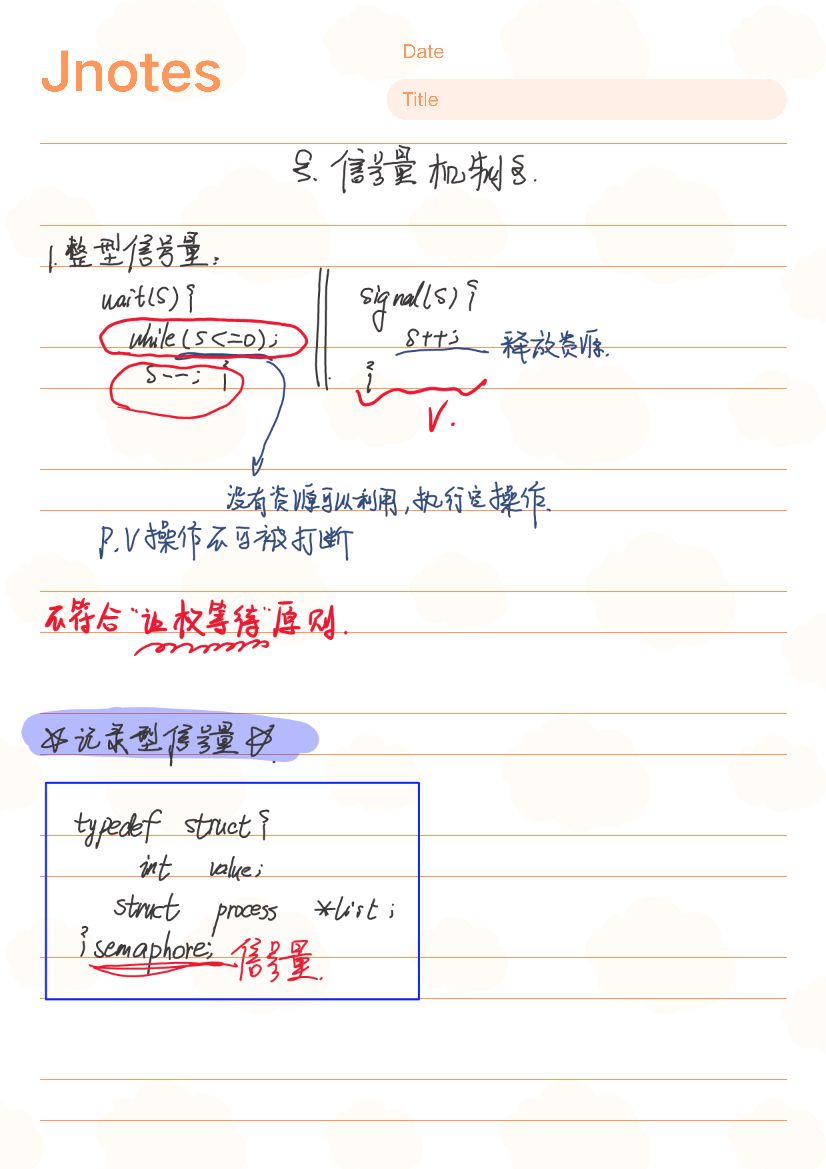 Jnotes
Date
Title
§. 信号量机制§.
1. 整型信号量:
wait(S){
while(S<=0);
S--; }
signal(S){
S++; 释放资源.
}
V.
没有资源可以利用,执行空操作.
P.V操作不可被打断
不符合"让权等待"原则.
☆记录型信号量☆.
typedef struct{
int value;
struct process *list;
}semaphore; 信号量.